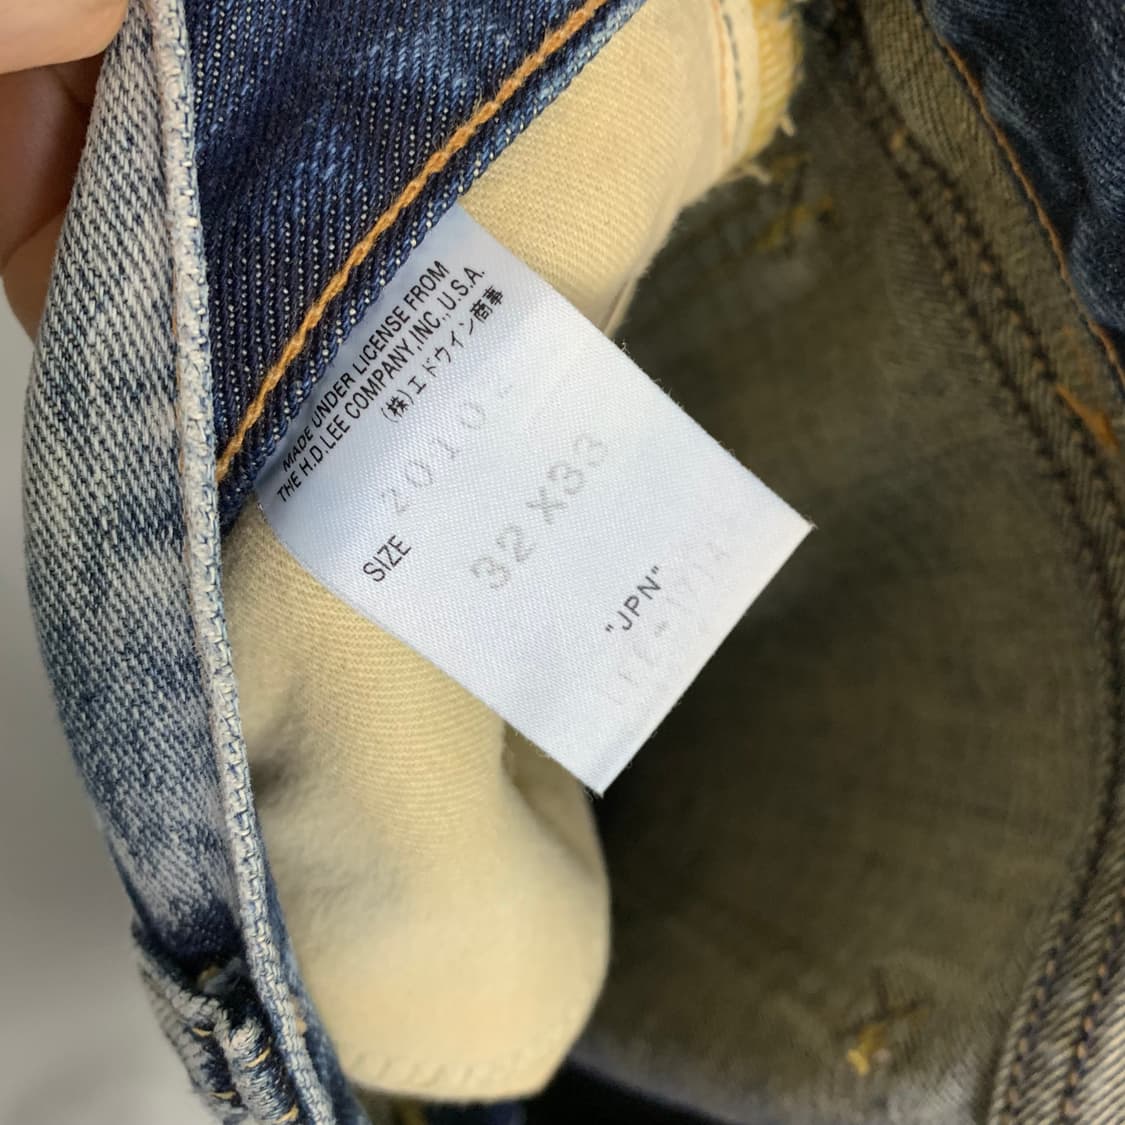 MADE UNDER LICENSE FROM
THE H.D.LEE COMPANY,INC.,U.S.A.
(株)エドウイン商事
SIZE
32×33
"JPN"